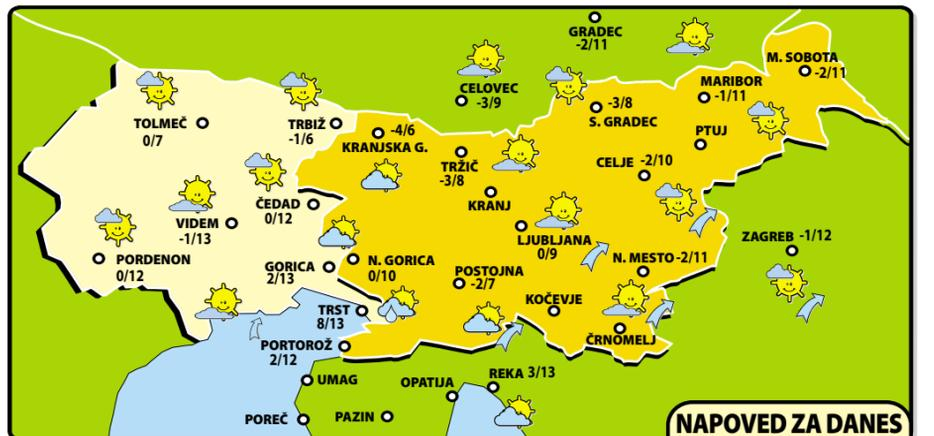 GRADEC
-2/11
M. SOBOTA
-2/11
CELOVEC
-3/9
MARIBOR
-1/11
-3/8
S. GRADEC
TOLMEČ
0/7
TRBIŽ
-1/6
-4/6
KRANJSKA G.
PTUJ
TRŽIČ
-3/8
CELJE -2/10
KRANJ
ČEDAD
0/12
VIDEM
-1/13
LJUBLJANA
0/9
ZAGREB -1/12
PORDENON
0/12
GORICA
2/13
N. GORICA
0/10
N. MESTO -2/11
POSTOJNA
-2/7
KOČEVJE
TRST
8/13
ČRNOMELJ
PORTOROŽ
2/12
REKA 3/13
UMAG
OPATIJA
POREČ
PAZIN
NAPOVED ZA DANES